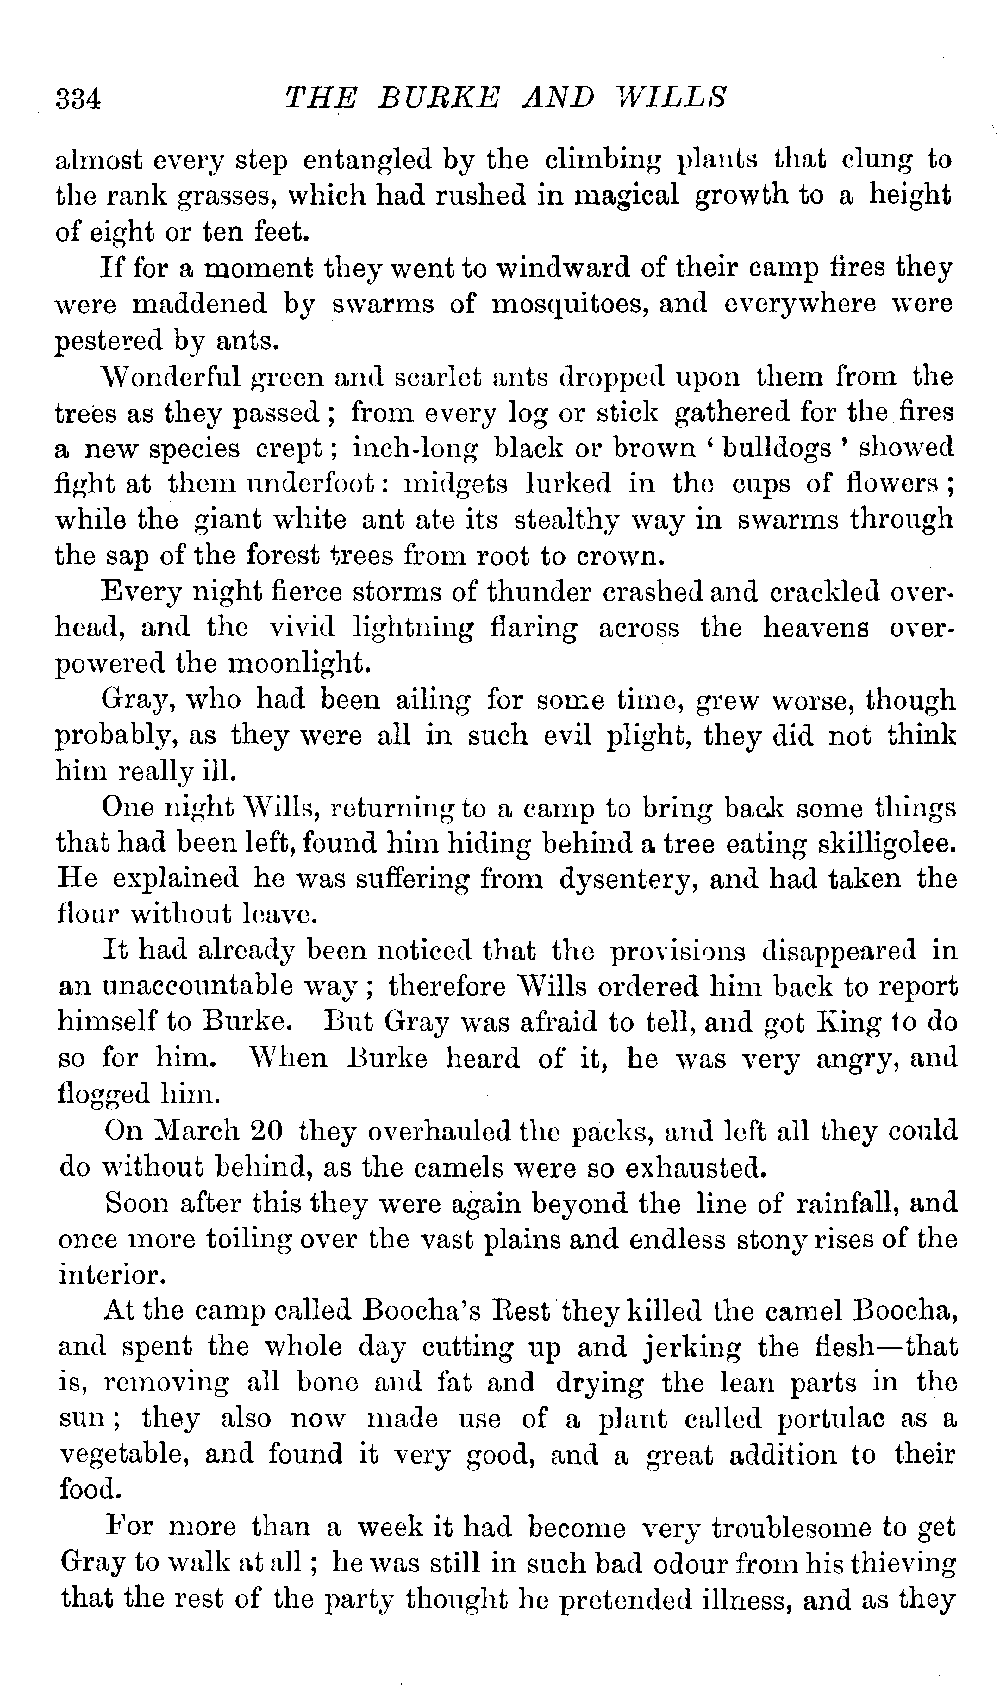 334 THE BURKE AND WILLS
almost every step entangled by the climbing plants that clung to
the rank grasses, which had rushed in magical growth to a height
of eight or ten feet.
If for a moment they went to windward of their camp fires they
were maddened by swarms of mosquitoes, and everywhere were
pestered by ants.
Wonderful green and scarlet ants dropped upon them from the
trees as they passed ; from every log or stick gathered for the fires
a new species crept ; inch-long black or brown ‘ bulldogs ’ showed
fight at them underfoot : midgets lurked in the cups of flowers ;
while the giant white ant ate its stealthy way in swarms through
the sap of the forest trees from root to crown.
Every night fierce storms of thunder crashed and crackled over-
head, and the vivid lightning flaring across the heavens over-
powered the moonlight.
Gray, who had been ailing for some time, grew worse, though
probably, as they were all in such evil plight, they did not think
him really ill.
One night Wills, returning to a camp to bring back some things
that had been left, found him hiding behind a tree eating skilligolee.
He explained he was suffering from dysentery, and had taken the
flour without leave.
It had already been noticed that the provisions disappeared in
an unaccountable way ; therefore Wills ordered him back to report
himself to Burke. But Gray was afraid to tell, and got King to do
so for him. When Burke heard of it, he was very angry, and
flogged him.
On March 20 they overhauled the packs, and left all they could
do without behind, as the camels were so exhausted.
Soon after this they were again beyond the line of rainfall, and
once more toiling over the vast plains and endless stony rises of the
interior.
At the camp called Boocha’s Rest they killed the camel Boocha,
and spent the whole day cutting up and jerking the flesh—that
is, removing all bone and fat and drying the lean parts in the
sun ; they also now made use of a plant called portulac as a
vegetable, and found it very good, and a great addition to their
food.
For more than a week it had become very troublesome to get
Gray to walk at all ; he was still in such bad odour from his thieving
that the rest of the party thought he pretended illness, and as they